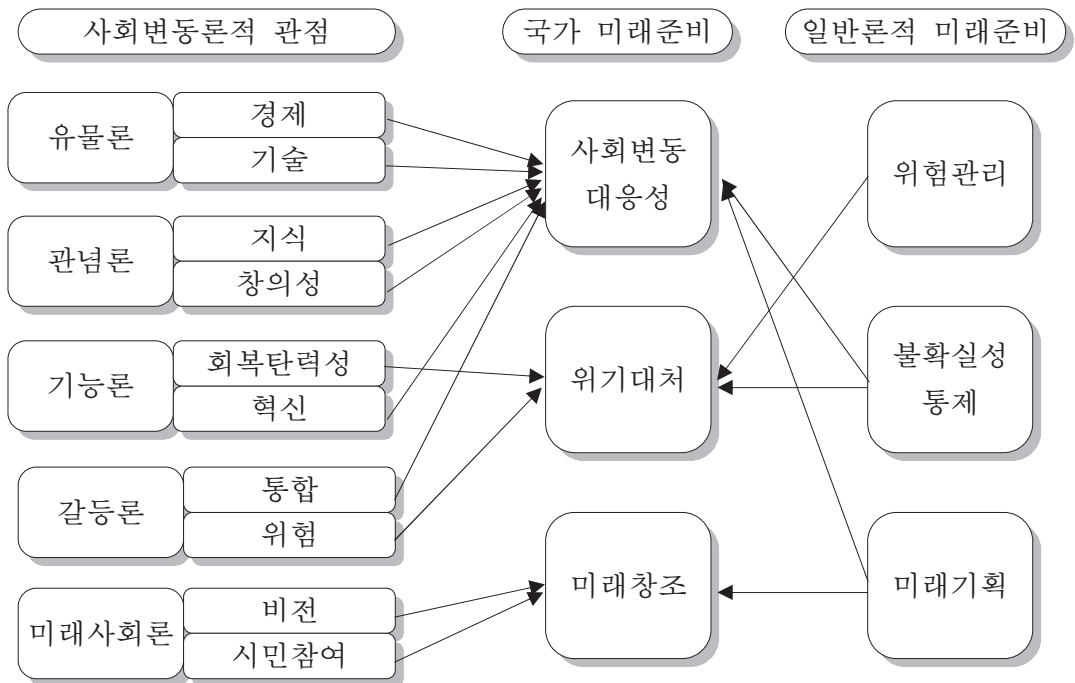 사회변동론적 관점
국가 미래준비
일반론적 미래준비
유물론
경제
기술
관념론
지식
창의성
기능론
회복탄력성
혁신
갈등론
통합
위험
미래사회론
비전
시민참여
사회변동
대응성
위기대처
미래창조
위험관리
불확실성
통제
미래기획